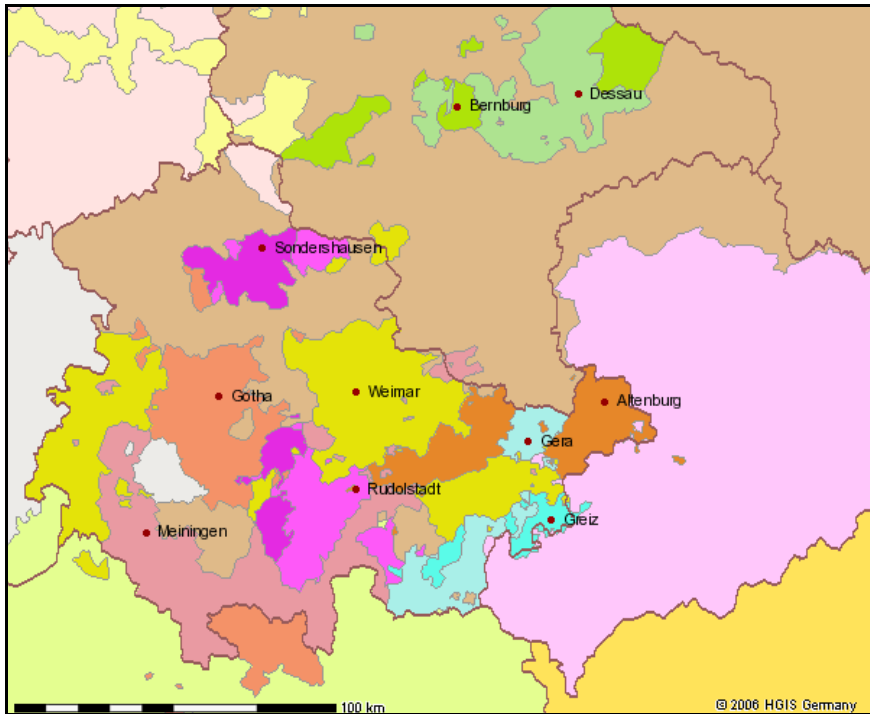 Dessau
Bernburg
Sondershausen
Gotha
Weimar
Altenburg
Gera
Rudolstadt
Greiz
Meiningen
100 km
© 2006 HGIS Germany